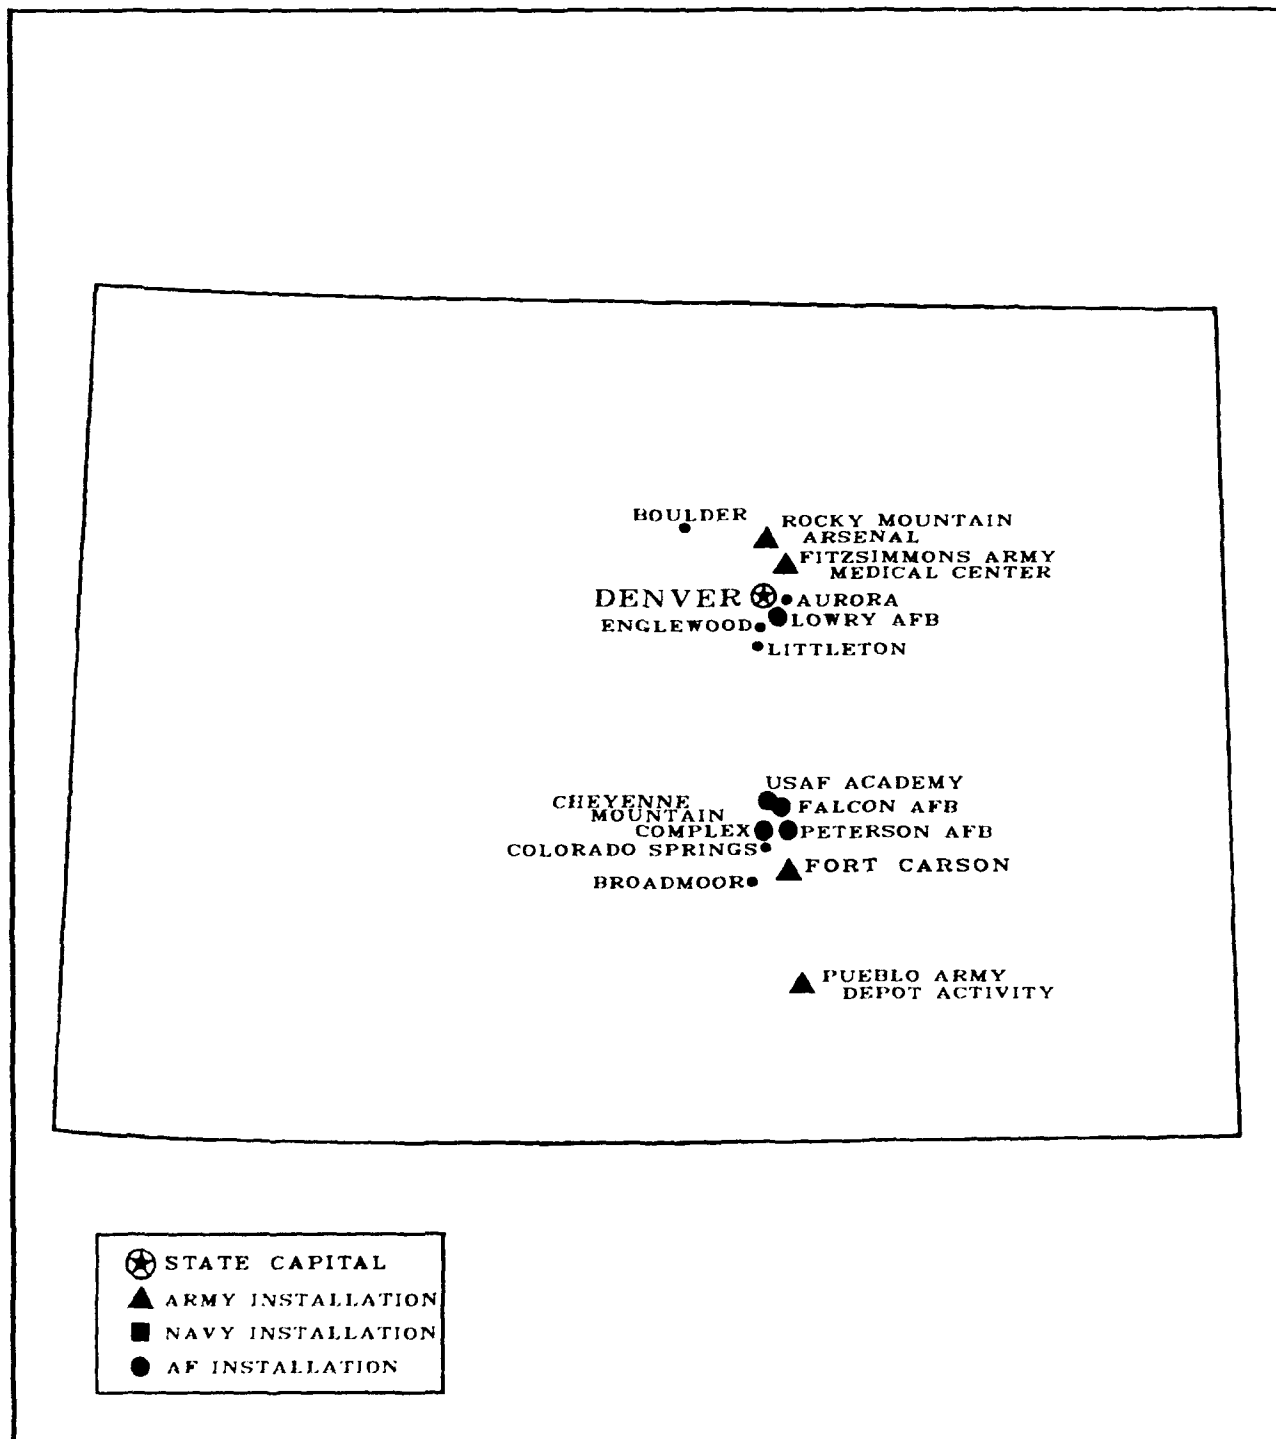 BOULDER
ROCKY MOUNTAIN
ARSENAL
FITZSIMMONS ARMY
MEDICAL CENTER
DENVER
AURORA
LOWRY AFB
ENGLEWOOD
LITTLETON
USAF ACADEMY
CHEYENNE
MOUNTAIN
COMPLEX
FALCON AFB
PETERSON AFB
COLORADO SPRINGS
FORT CARSON
BROADMOOR
PUEBLO ARMY
DEPOT ACTIVITY
STATE CAPITAL
ARMY INSTALLATION
NAVY INSTALLATION
AF INSTALLATION